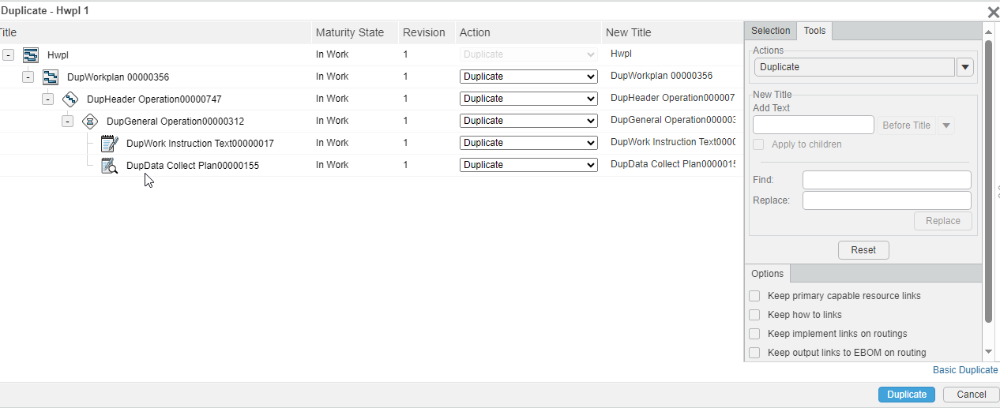 Duplicate - Hwpl 1
Title Maturity State Revision Action New Title
Hwpl In Work 1 Duplicate Hwpl
DupWorkplan 00000356 In Work 1 Duplicate DupWorkplan 00000356
DupHeader Operation00000747 In Work 1 Duplicate DupHeader Operation000007
DupGeneral Operation00000312 In Work 1 Duplicate DupGeneral Operation000003
DupWork Instruction Text00000017 In Work 1 Duplicate DupWork Instruction Text0000
DupData Collect Plan00000155 In Work 1 Duplicate DupData Collect Plan0000015
Selection Tools
Actions
Duplicate
New Title
Add Text
Before Title
Apply to children
Find:
Replace:
Replace
Reset
Options
Keep primary capable resource links
Keep how to links
Keep implement links on routings
Keep output links to EBOM on routing
Basic Duplicate
Duplicate Cancel